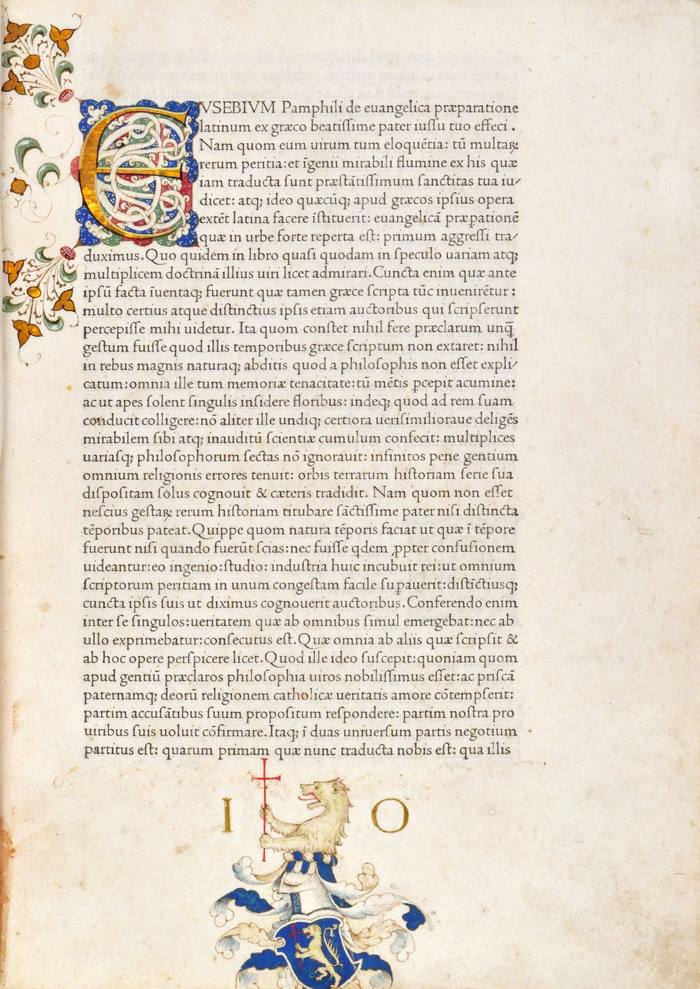 EVSEBIVM Pamphili de euangelica præparatione
latinum ex græco beatissime pater iussu tuo effeci .
Nam quom eum uirum tum eloquētia: tū multaꝝ
rerum peritia: et īgenii mirabili flumine ex his quæ
iam traducta sunt præstātissimum sanctitas tua iu/
dicet: atq; ideo quæcūq; apud græcos ipsius opera
extēt latina facere īstituerit: euangelicā præpationē
quæ in urbe forte reperta est: primum aggressi tra/
duximus. Quo quidem in libro quasi quodam in speculo uariam atq;
multiplicem doctrinā illius uiri licet admirari. Cuncta enim quæ ante
ipsū facta īuentaq; fuerunt quæ tamen græce scripta tūc inuenirētur :
multo certius atque distinctius ipsis etiam auctoribus qui scripserunt
percepisse mihi uidetur. Ita quom constet nihil fere præclarum unq̄
gestum fuisse quod illis temporibus græce scriptum non extaret: nihil
in rebus magnis naturaq; abditis quod a philosophis non esset expli/
catum: omnia ille tum memoriæ tenacitate: tū mētis ꝑcepit acumine:
ac ut apes solent singulis insidere floribus: indeq; quod ad rem suam
conducit colligere: nō aliter ille undiq; certiora uerisimilioraue deligēs
mirabilem sibi atq; inauditū scientiæ cumulum confecit: multiplices
uariasq; philosophorum sectas nō ignorauit: infinitos pene gentium
omnium religionis errores tenuit: orbis terrarum historiam serie sua
dispositam solus cognouit & cæteris tradidit. Nam quom non esset
nescius gestaꝝ rerum historiam titubare sāctissime pater nisi distincta
tēporibus pateat. Quippe quom natura tēporis faciat ut quæ ī tēpore
fuerunt nisi quando fuerūt scias: nec fuisse qdem ꝓpter confusionem
uideantur: eo ingenio: studio: industria huic incubuit rei: ut omnium
scriptorum peritiam in unum congestam facile suꝑauerit: distīctiusq;
cuncta ipsis suis ut diximus cognouerit auctoribus. Conferendo enim
inter se singulos: ueritatem quæ ab omnibus simul emergebat: nec ab
ullo exprimebatur: consecutus est. Quæ omnia ab aliis quæ scripsit &
ab hoc opere perspicere licet. Quod ille ideo suscepit: quoniam quom
apud gentiū præclaros philosophia uiros nobilissimus esset: ac priscā
paternamq; deorū religionem catholicæ ueritatis amore cōtempserit:
partim accusātibus suum propositum respondere: partim nostra pro
uiribus suis uoluit cōfirmare. Itaq; ī duas uniuersum partis negotium
partitus est: quarum primam quæ nunc traducta nobis est: qua illis
I O